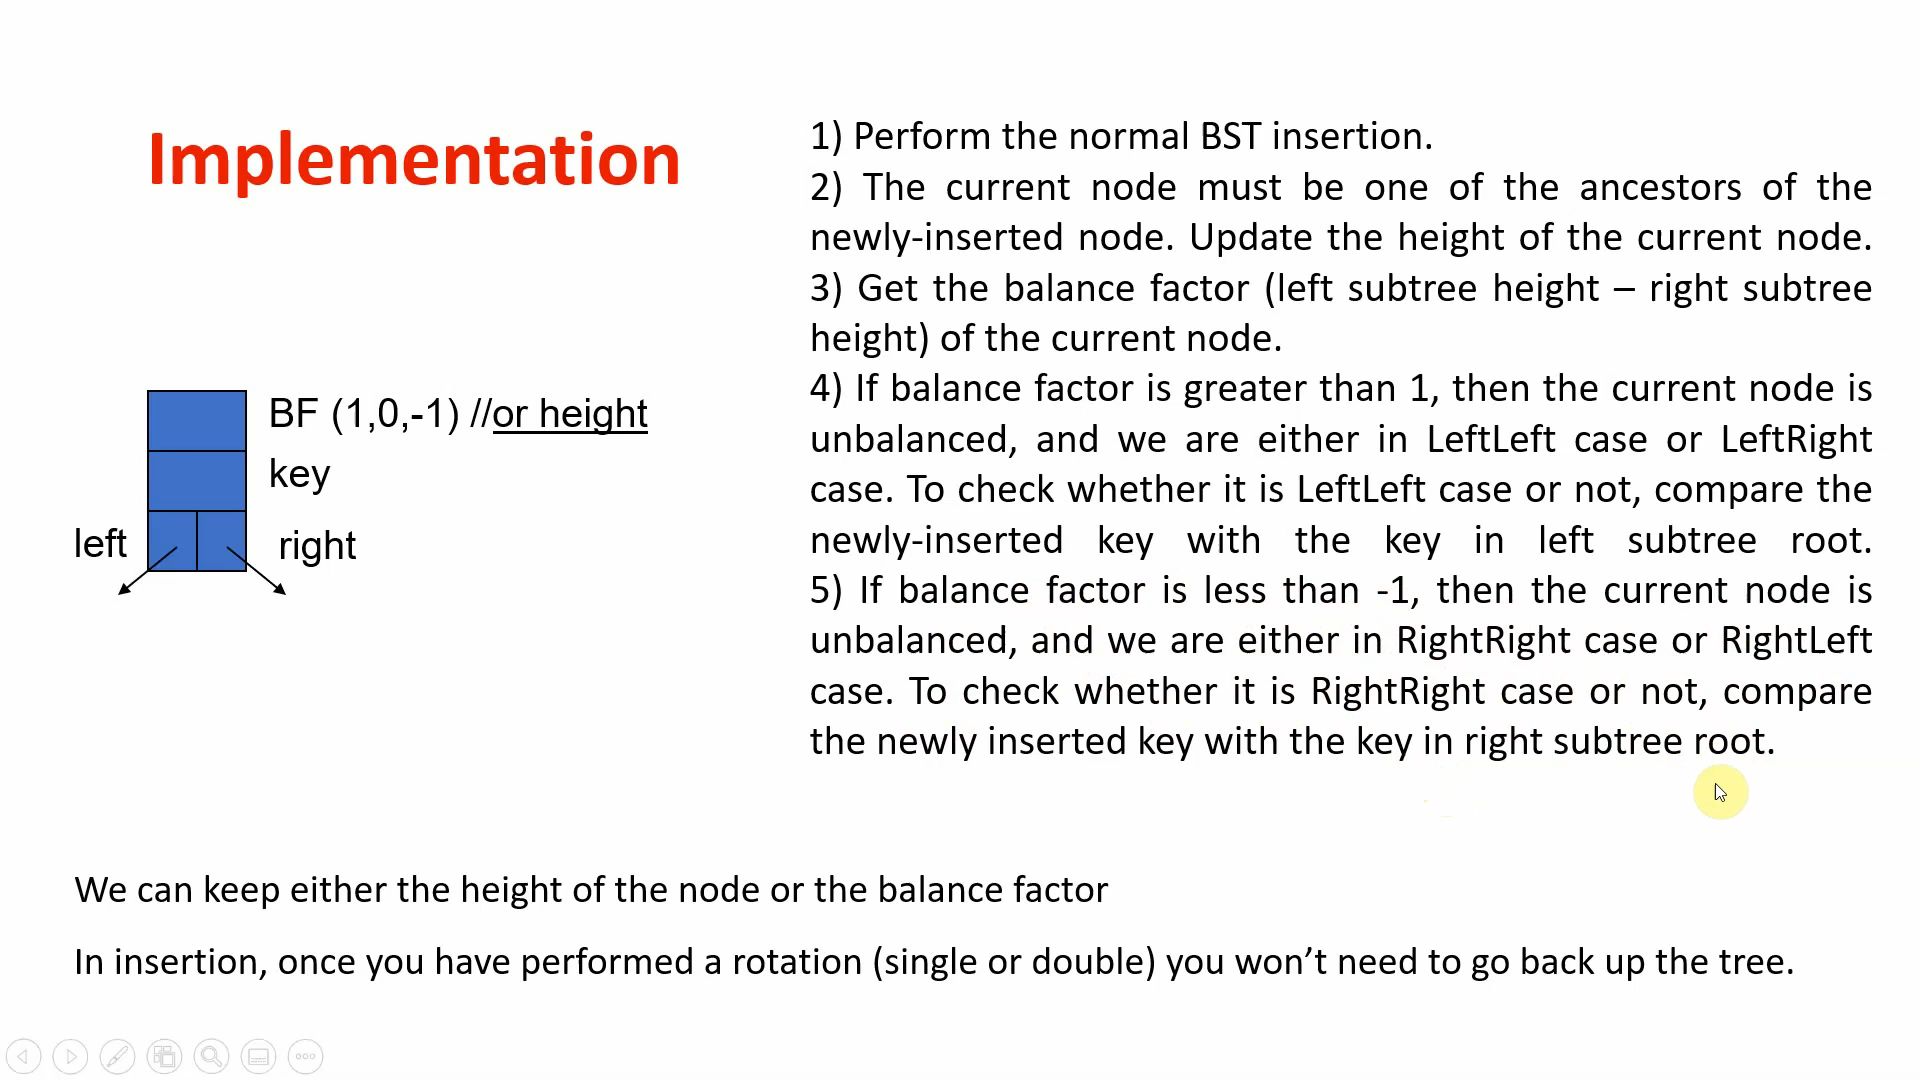 Implementation
1) Perform the normal BST insertion.
2) The current node must be one of the ancestors of the
newly-inserted node. Update the height of the current node.
3) Get the balance factor (left subtree height – right subtree
height) of the current node.
4) If balance factor is greater than 1, then the current node is
unbalanced, and we are either in LeftLeft case or LeftRight
case. To check whether it is LeftLeft case or not, compare the
newly-inserted key with the key in left subtree root.
5) If balance factor is less than -1, then the current node is
unbalanced, and we are either in RightRight case or RightLeft
case. To check whether it is RightRight case or not, compare
the newly inserted key with the key in right subtree root.
BF (1,0,-1) //or height
key
left
right
We can keep either the height of the node or the balance factor
In insertion, once you have performed a rotation (single or double) you won’t need to go back up the tree.